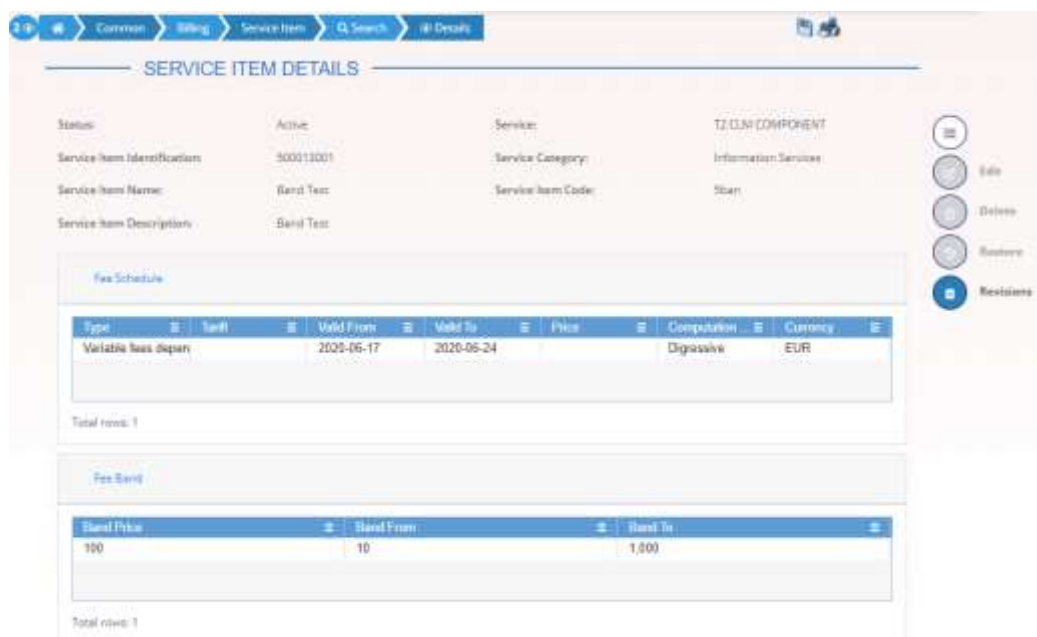 Common Billing Service Item Search Details
SERVICE ITEM DETAILS
Status: Active Service: T2 CLM COMPONENT
Service Item Identification: 500013001 Service Category: Information Services
Service Item Name: Band Test Service Item Code:
Service Item Description: Band Test
Edit
Delete
Restore
Revisions
Fee Schedule
Type Tariff Valid From Valid To Price Computation ... Currency
Variable fees depen 2020-06-17 2020-06-24 Digressive EUR
Total rows: 1
Fee Band
Band Price Band From Band To
100 10 1,000
Total rows: 1